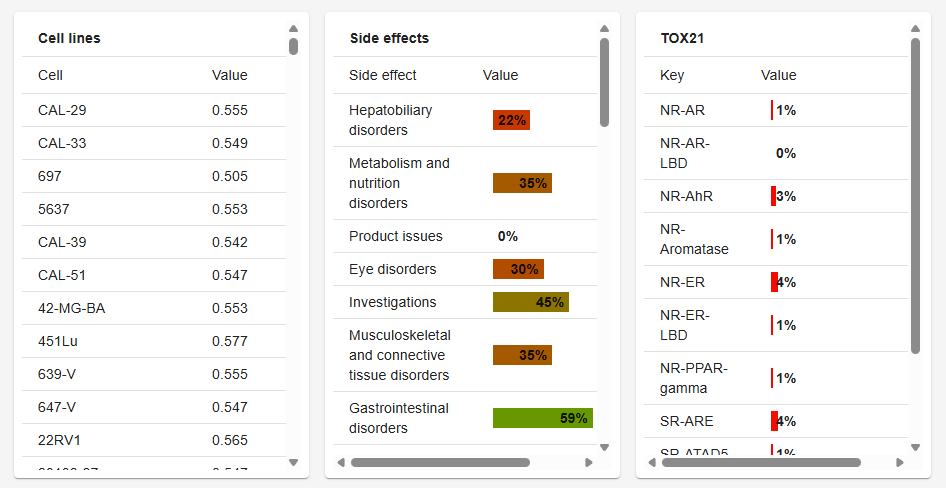 Cell lines
Cell Value
CAL-29 0.555
CAL-33 0.549
697 0.505
5637 0.553
CAL-39 0.542
CAL-51 0.547
42-MG-BA 0.553
451Lu 0.577
639-V 0.555
647-V 0.547
22RV1 0.565
Side effects
Side effect Value
Hepatobiliary
disorders
22%
Metabolism and
nutrition
disorders
35%
Product issues 0%
Eye disorders 30%
Investigations 45%
Musculoskeletal
and connective
tissue disorders
35%
Gastrointestinal
disorders
59%
TOX21
Key Value
NR-AR 1%
NR-AR-
LBD
0%
NR-AhR 3%
NR-
Aromatase
1%
NR-ER 4%
NR-ER-
LBD
1%
NR-PPAR-
gamma
1%
SR-ARE 4%
SR-ATAD5 1%